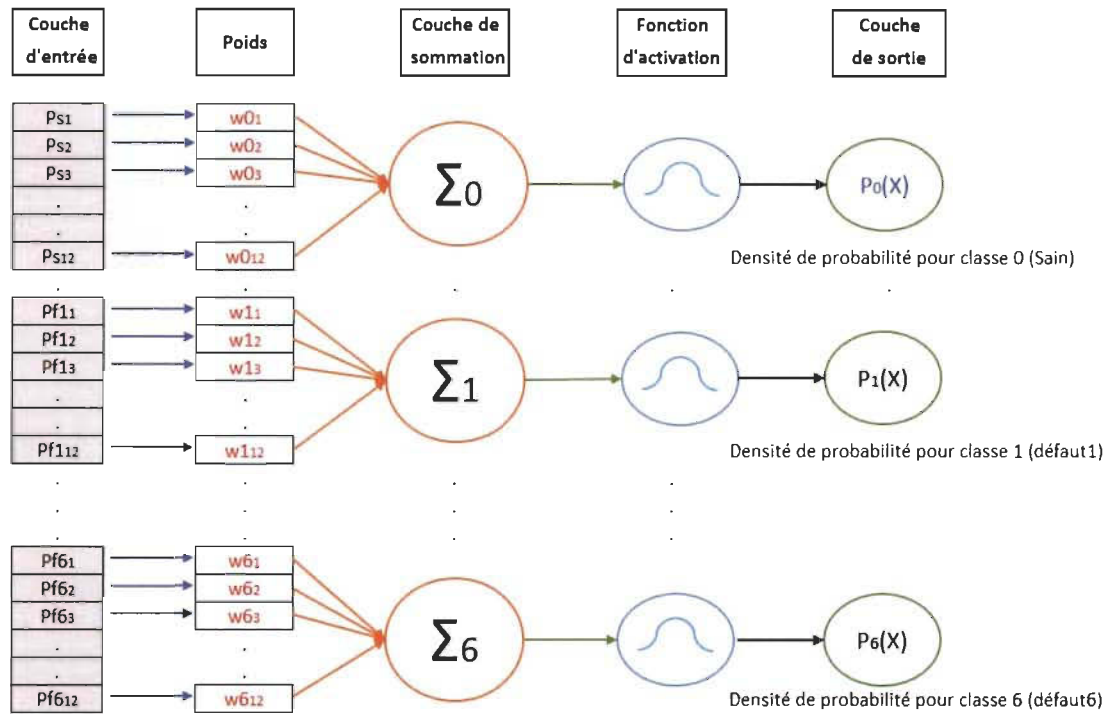 Couche
d'entrée
Poids
Couche de
sommation
Fonction
d'activation
Couche
de sortie
Ps1
Ps2
Ps3
.
.
Ps12
w01
w02
w03
.
.
w012
Σ0
P0(X)
Densité de probabilité pour classe 0 (Sain)
Pf11
Pf12
Pf13
.
.
Pf112
w11
w12
w13
.
.
w112
Σ1
P1(X)
Densité de probabilité pour classe 1 (défaut1)
Pf61
Pf62
Pf63
.
.
Pf612
w61
w62
w63
.
.
w612
Σ6
P6(X)
Densité de probabilité pour classe 6 (défaut6)